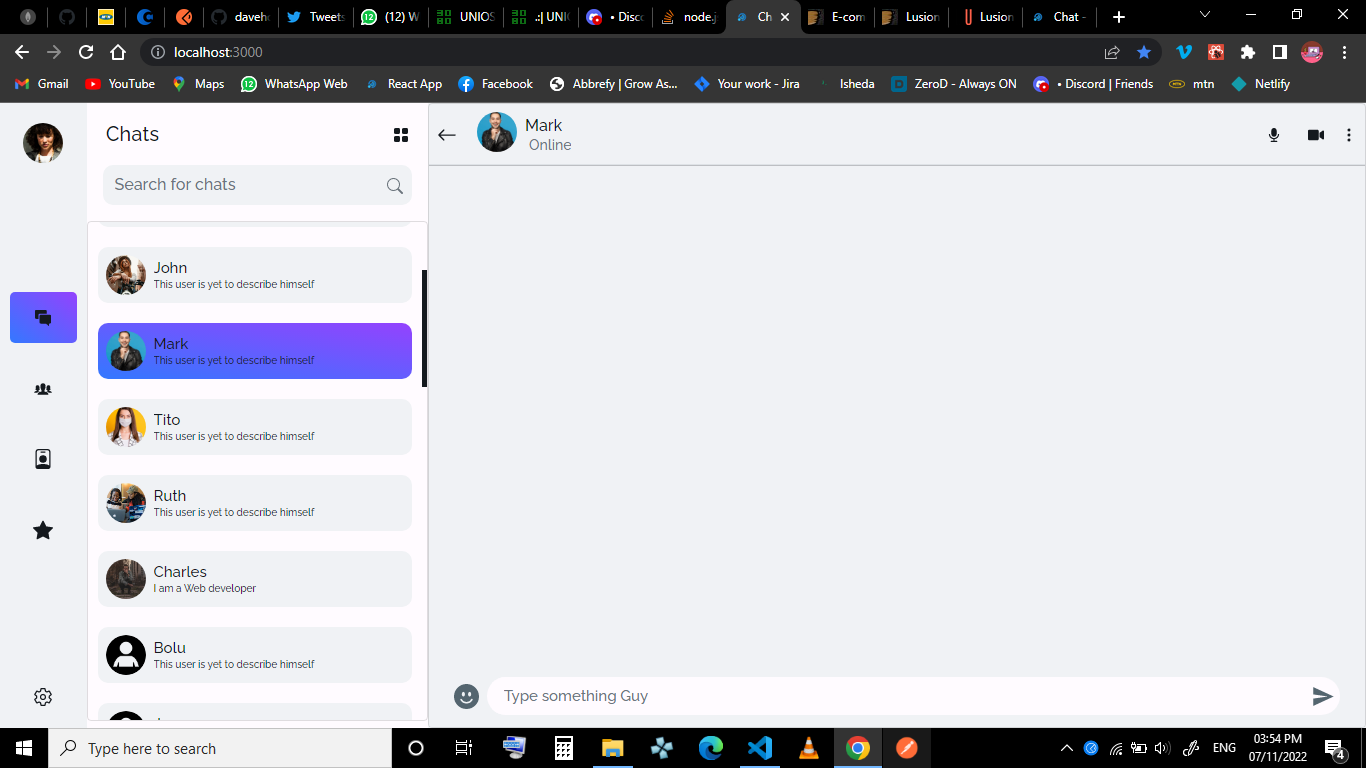 daveho
Tweets
(12) W
UNIOS
.:| UNIO
• Disco
node.j
Ch
E-com
Lusion
Lusion
Chat -
localhost:3000
Gmail
YouTube
Maps
WhatsApp Web
React App
Facebook
Abbrefy | Grow As...
Your work - Jira
Isheda
ZeroD - Always ON
• Discord | Friends
mtn
Netlify
Chats
Search for chats
John
This user is yet to describe himself
Mark
This user is yet to describe himself
Tito
This user is yet to describe himself
Ruth
This user is yet to describe himself
Charles
I am a Web developer
Bolu
This user is yet to describe himself
Mark
Online
Type something Guy
Type here to search
ENG
03:54 PM
07/11/2022
4